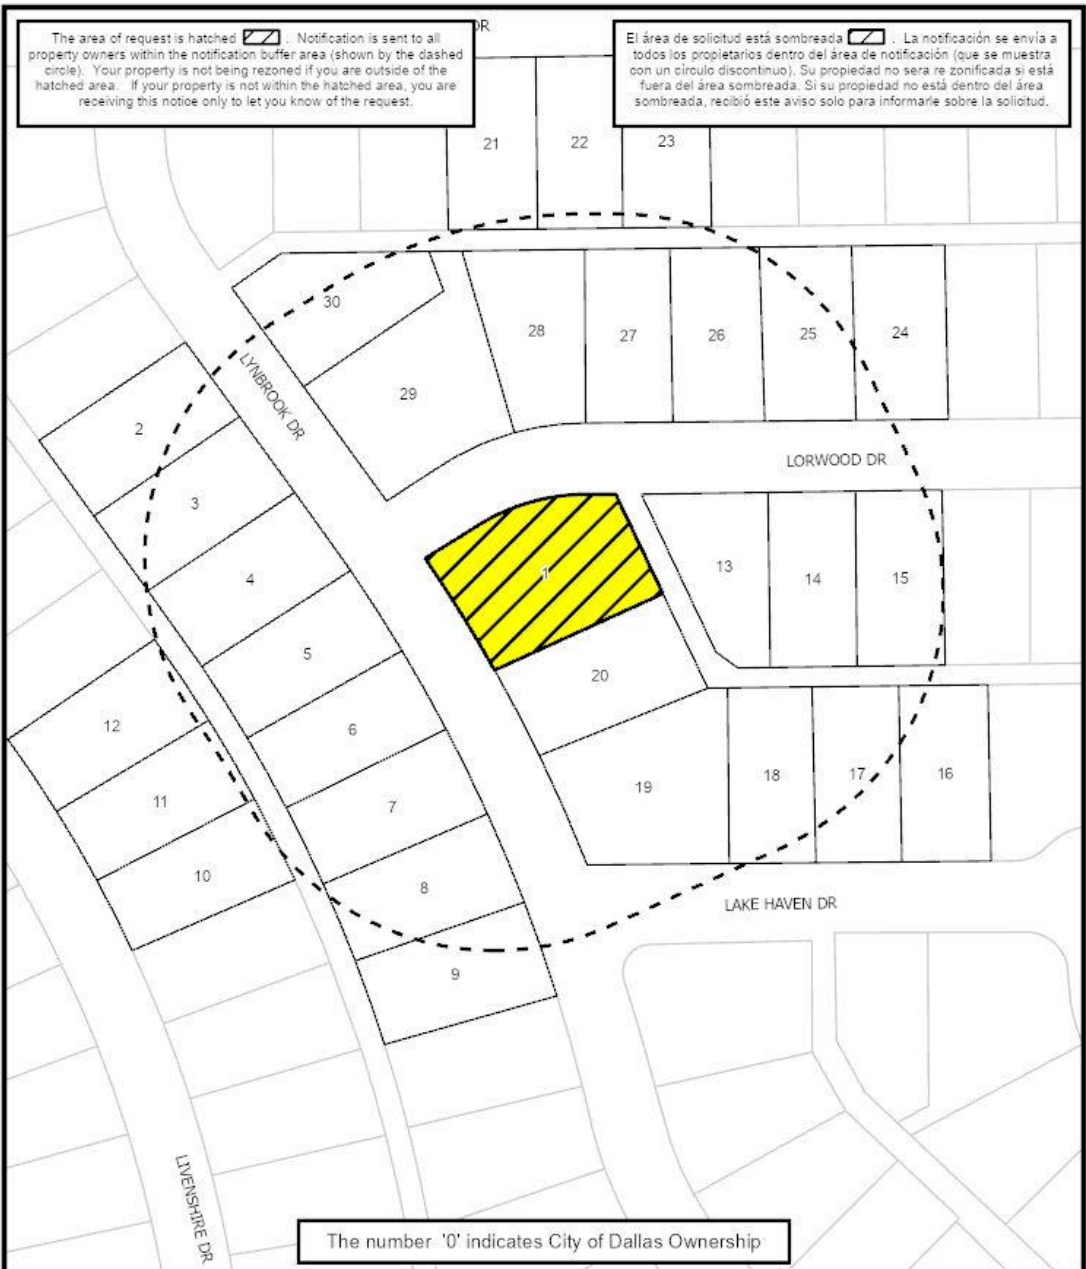 DR
The area of request is hatched . Notification is sent to all
property owners within the notification buffer area (shown by the dashed
circle). Your property is not being rezoned if you are outside of the
hatched area. If your property is not within the hatched area, you are
receiving this notice only to let you know of the request.
El área de solicitud está sombreada . La notificación se envía a
todos los propietarios dentro del área de notificación (que se muestra
con un círculo discontinuo). Su propiedad no sera re zonificada si está
fuera del área sombreada. Si su propiedad no está dentro del área
sombreada, recibió este aviso solo para informarle sobre la solicitud.
21
22
23
30
28
27
26
25
24
29
LYNBROOK DR
2
LORWOOD DR
3
4
1
13
14
15
5
20
12
6
11
7
19
18
17
16
10
8
LAKE HAVEN DR
9
LIVENSHIRE DR
The number '0' indicates City of Dallas Ownership